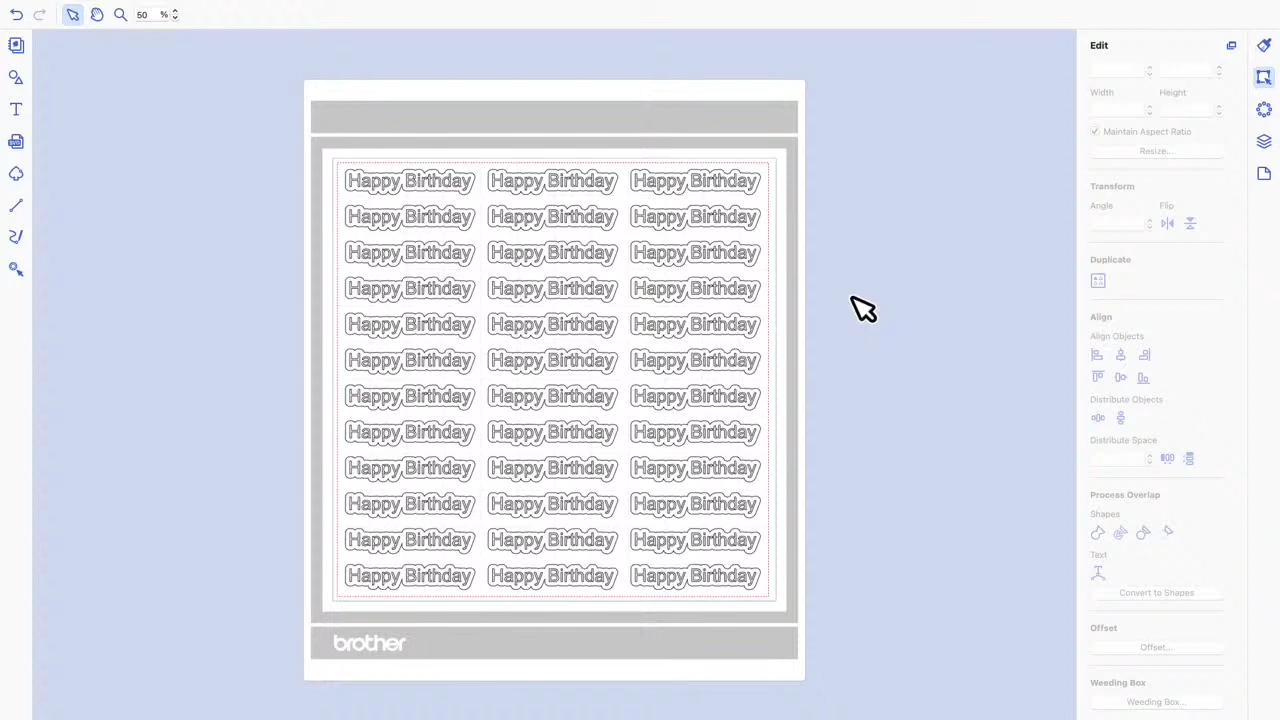 50 %
Edit
Width Height
Maintain Aspect Ratio
Resize...
Transform
Angle Flip
Duplicate
Align
Align Objects
Distribute Objects
Distribute Space
Process Overlap
Shapes
Text
Convert to Shapes
Offset
Offset...
Weeding Box
Weeding Box...
Happy Birthday Happy Birthday Happy Birthday
Happy Birthday Happy Birthday Happy Birthday
Happy Birthday Happy Birthday Happy Birthday
Happy Birthday Happy Birthday Happy Birthday
Happy Birthday Happy Birthday Happy Birthday
Happy Birthday Happy Birthday Happy Birthday
Happy Birthday Happy Birthday Happy Birthday
Happy Birthday Happy Birthday Happy Birthday
Happy Birthday Happy Birthday Happy Birthday
Happy Birthday Happy Birthday Happy Birthday
Happy Birthday Happy Birthday Happy Birthday
Happy Birthday Happy Birthday Happy Birthday
brother